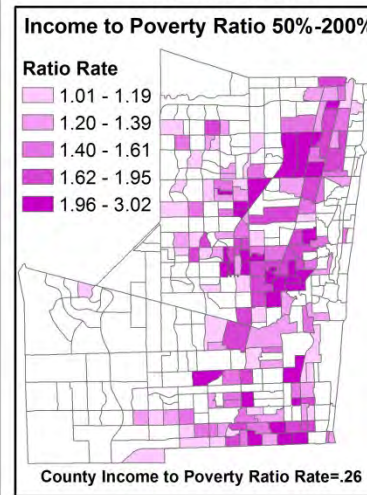 Income to Poverty Ratio 50%-200%
Ratio Rate
1.01 - 1.19
1.20 - 1.39
1.40 - 1.61
1.62 - 1.95
1.96 - 3.02
County Income to Poverty Ratio Rate=.26